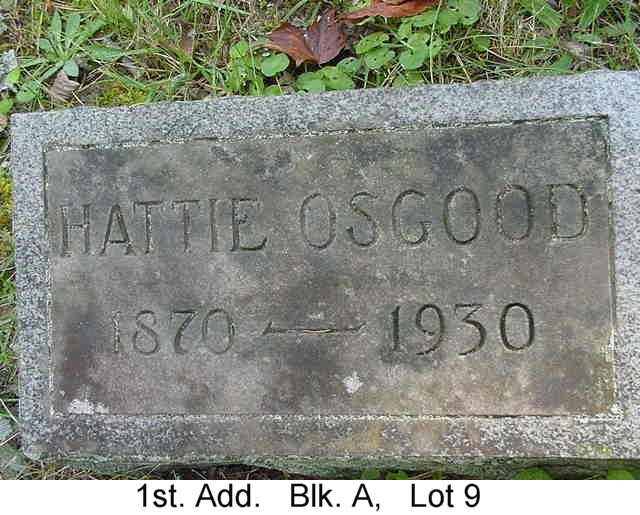 HATTIE OSGOOD
1870 — 1930
1st. Add. Blk. A, Lot 9